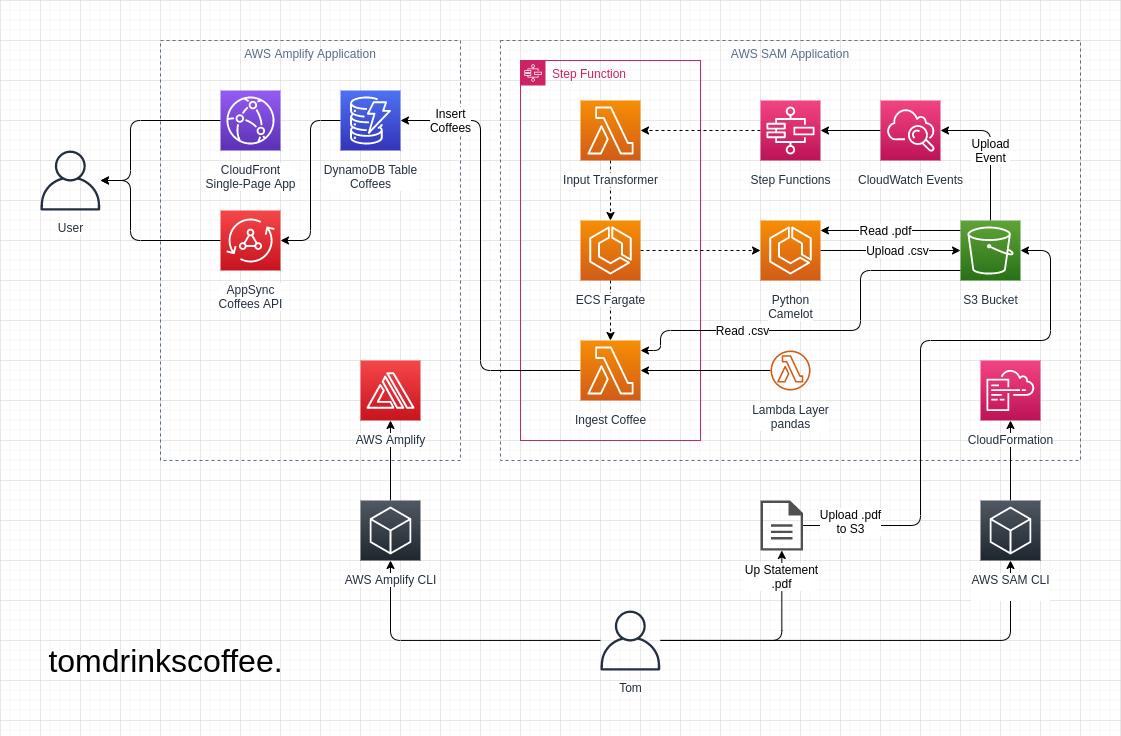 AWS Amplify Application
AWS SAM Application
Step Function
Insert
Coffees
Upload
Event
CloudFront
Single-Page App
DynamoDB Table
Coffees
Input Transformer
Step Functions
CloudWatch Events
User
Read .pdf
Upload .csv
AppSync
Coffees API
ECS Fargate
Python
Camelot
S3 Bucket
Read .csv
Ingest Coffee
Lambda Layer
pandas
AWS Amplify
CloudFormation
Upload .pdf
to S3
Up Statement
.pdf
AWS Amplify CLI
AWS SAM CLI
tomdrinkscoffee.
Tom